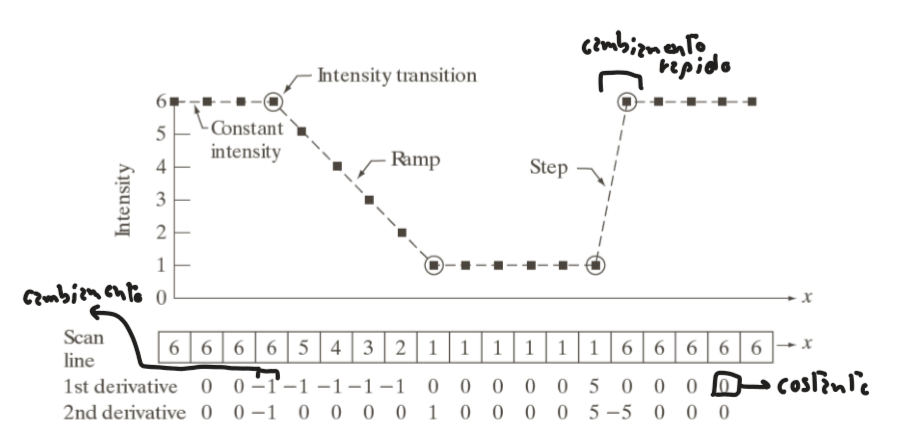 cambiamento
rapido
Intensity transition
6
Constant
intensity
5
Ramp
Step
4
Intensity
3
2
1
cambiamento
0
x
Scan
line
6 6 6 6 5 4 3 2 1 1 1 1 1 1 6 6 6 6 6
x
1st derivative 0 0 −1 −1 −1 −1 −1 0 0 0 0 0 5 0 0 0 0
costante
2nd derivative 0 0 −1 0 0 0 0 1 0 0 0 0 5 −5 0 0 0